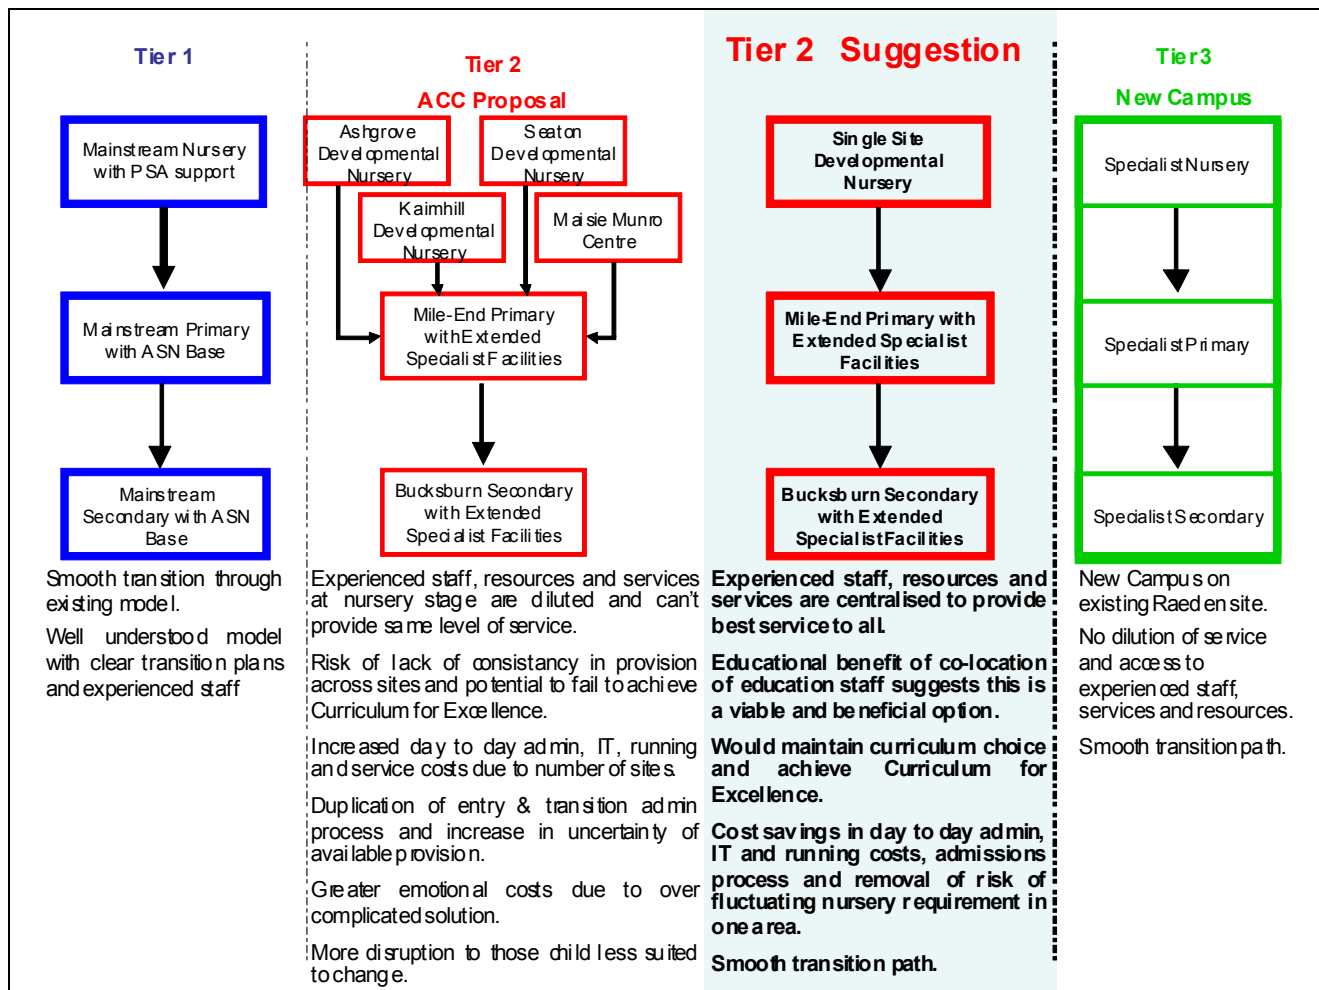 Tier 1
Mainstream Nursery
with PSA support
Mainstream Primary
with ASN Base
Mainstream
Secondary with ASN
Base
Smooth transition through
existing model.
Well understood model
with clear transition plans
and experienced staff
Tier 2
ACC Proposal
Ashgrove
Developmental
Nursery
Seaton
Developmental
Nursery
Kaimhill
Developmental
Nursery
Maisie Munro
Centre
Mile-End Primary
with Extended
Specialist Facilities
Bucksburn Secondary
with Extended
Specialist Facilities
Experienced staff, resources and services
at nursery stage are diluted and can't
provide same level of service.
Risk of lack of consistancy in provision
across sites and potential to fail to achieve
Curriculum for Excellence.
Increased day to day admin, IT, running
and service costs due to number of sites.
Duplication of entry & transition admin
process and increase in uncertainty of
available provision.
Greater emotional costs due to over
complicated solution.
More disruption to those child less suited
to change.
Tier 2 Suggestion
Single Site
Developmental
Nursery
Mile-End Primary with
Extended Specialist
Facilities
Bucksburn Secondary
with Extended
Specialist Facilities
Experienced staff, resources and
services are centralised to provide
best service to all.
Educational benefit of co-location
of education staff suggests this is
a viable and beneficial option.
Would maintain curriculum choice
and achieve Curriculum for
Excellence.
Cost savings in day to day admin,
IT and running costs, admissions
process and removal of risk of
fluctuating nursery requirement in
one area.
Smooth transition path.
Tier 3
New Campus
Specialist Nursery
Specialist Primary
Specialist Secondary
New Campus on
existing Raeden site.
No dilution of service
and access to
experienced staff,
services and resources.
Smooth transition path.